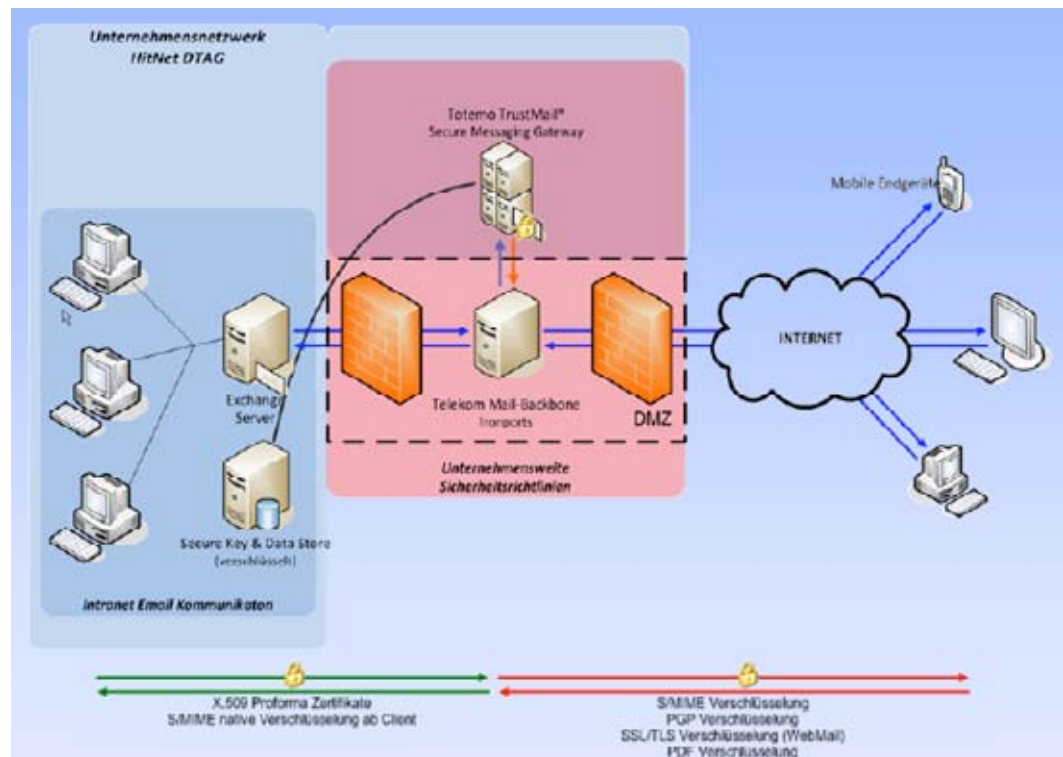 Unternehmensnetzwerk
HitNet DTAG
Totemo TrustMail®
Secure Messaging Gateway
Mobile Endgeräte
INTERNET
Exchange
Server
Telekom Mail-Backbone
Ironports
DMZ
Unternehmensweite
Sicherheitsrichtlinien
Secure Key & Data Store
(verschlüsselt)
Intranet Email Kommunikaton
X.509 Proforma Zertifikate
S/MIME native Verschlüsselung ab Client
S/MIME Verschlüsselung
PGP Verschlüsselung
SSL/TLS Verschlüsselung (WebMail)
PDF Verschlüsselung